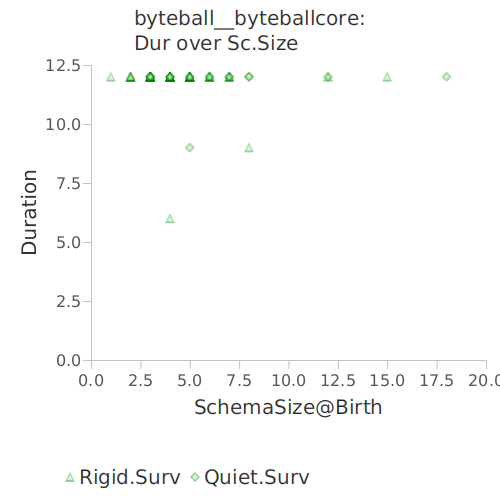 byteball__byteballcore:
Dur over Sc.Size
12.5
10.0
7.5
5.0
2.5
0.0
Duration
0.0 2.5 5.0 7.5 10.0 12.5 15.0 17.5 20.0
SchemaSize@Birth
Rigid.Surv Quiet.Surv